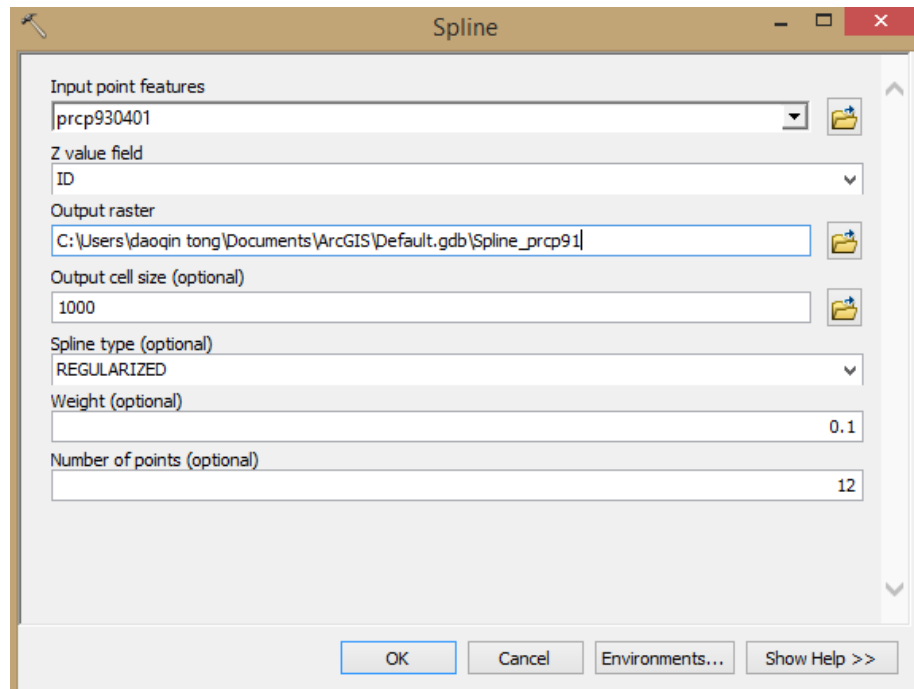 Spline
Input point features
prcp930401
Z value field
ID
Output raster
C:\Users\daoqin tong\Documents\ArcGIS\Default.gdb\Spline_prcp91
Output cell size (optional)
1000
Spline type (optional)
REGULARIZED
Weight (optional)
0.1
Number of points (optional)
12
OK Cancel Environments... Show Help >>